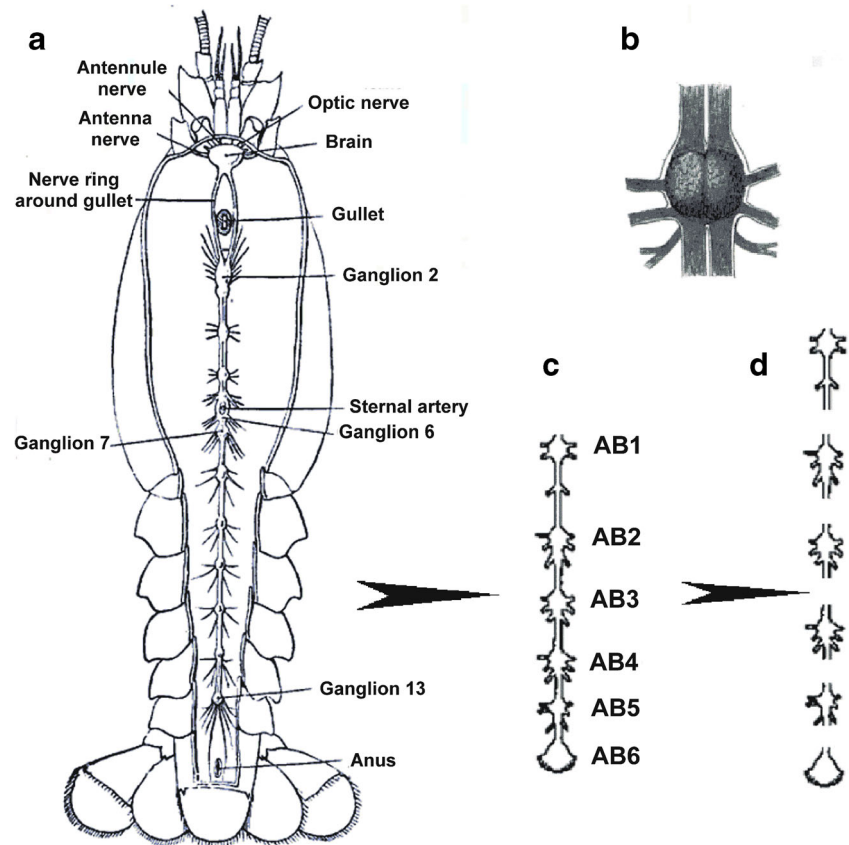 a
Antennule
nerve
Antenna
nerve
Nerve ring
around gullet
Optic nerve
Brain
Gullet
Ganglion 2
Sternal artery
Ganglion 6
Ganglion 7
Ganglion 13
Anus
b
c
AB1
AB2
AB3
AB4
AB5
AB6
d